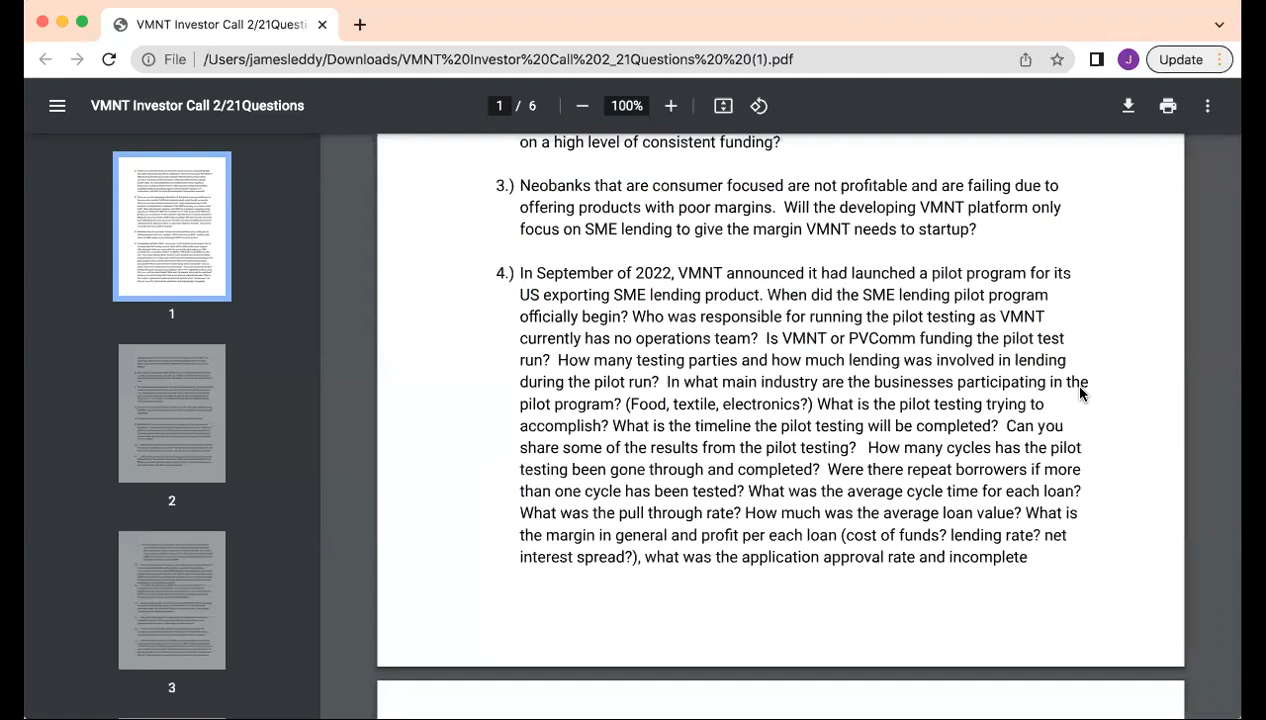 VMNT Investor Call 2/21Questi
File /Users/jamesleddy/Downloads/VMNT%20Investor%20Call%202_21Questions%20%20(1).pdf
J
Update
VMNT Investor Call 2/21Questions
1 / 6
100%
on a high level of consistent funding?
3.) Neobanks that are consumer focused are not profitable and are failing due to
offering products with poor margins. Will the developing VMNT platform only
focus on SME lending to give the margin VMNT needs to startup?
4.) In September of 2022, VMNT announced it had launched a pilot program for its
US exporting SME lending product. When did the SME lending pilot program
officially begin? Who was responsible for running the pilot testing as VMNT
currently has no operations team? Is VMNT or PVComm funding the pilot test
run? How many testing parties and how much lending was involved in lending
during the pilot run? In what main industry are the businesses participating in the
pilot program? (Food, textile, electronics?) What is the pilot testing trying to
accomplish? What is the timeline the pilot testing will be completed? Can you
share some of the results from the pilot testing? How many cycles has the pilot
testing been gone through and completed? Were there repeat borrowers if more
than one cycle has been tested? What was the average cycle time for each loan?
What was the pull through rate? How much was the average loan value? What is
the margin in general and profit per each loan (cost of funds? lending rate? net
interest spread?), what was the application approval rate and incomplete
1
2
3